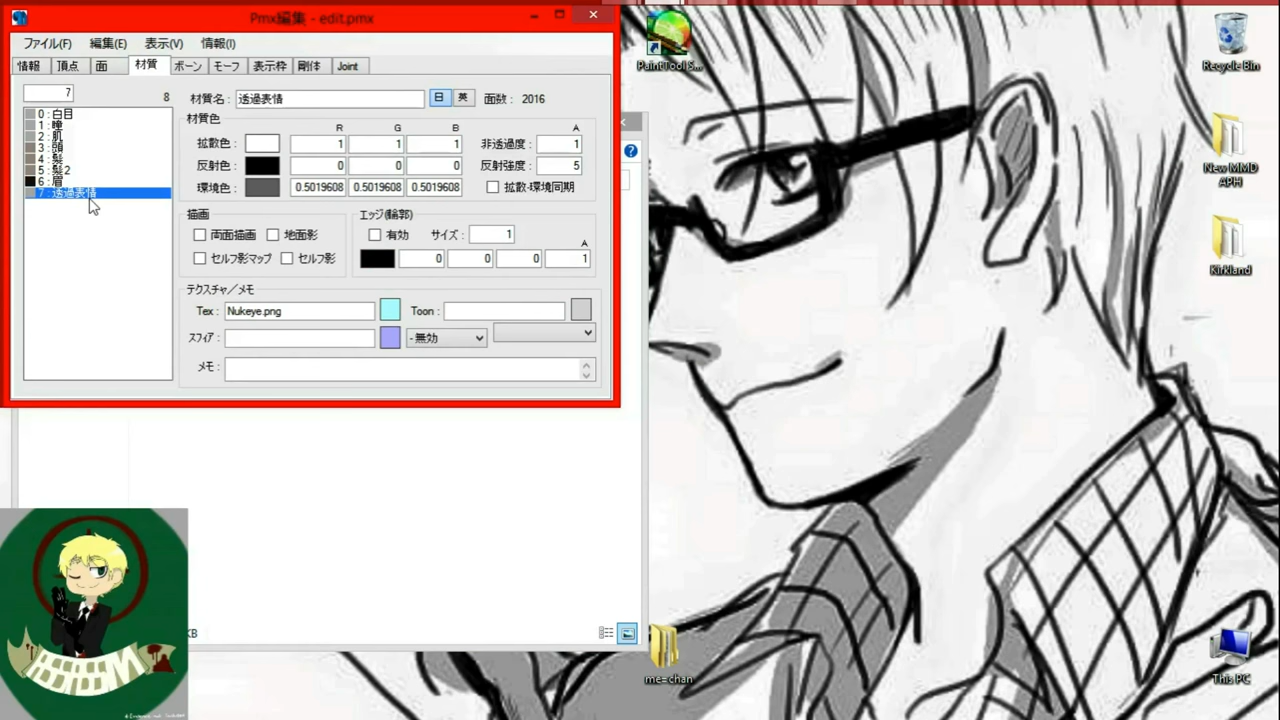 Pmx編集 - edit.pmx
ファイル(F) 編集(E) 表示(V) 情報(I)
情報 頂点 面 材質 ボーン モーフ 表示枠 剛体 Joint
7
8
0 : 白目
1 : 瞳
2 : 肌
3 : 顔
4 : 髪
5 : 髪2
6 : 眉
7 : 透過表情
材質名 : 透過表情 日 英 面数 : 2016
材質色
R G B A
拡散色 : 1 1 1 非透過度 : 1
反射色 : 0 0 0 反射強度 : 5
環境色 : 0.5019608 0.5019608 0.5019608 拡散/環境同期
描画
両面描画 地面影
セルフ影マップ セルフ影
エッジ(輪郭)
有効 サイズ : 1
A
0 0 0 1
テクスチャ/メモ
Tex : Nukeye.png Toon :
スフィア : - 無効
メモ :
KB
PaintTool S...
Recycle Bin
New MMD
APH
Kirkland
me=chan
This PC